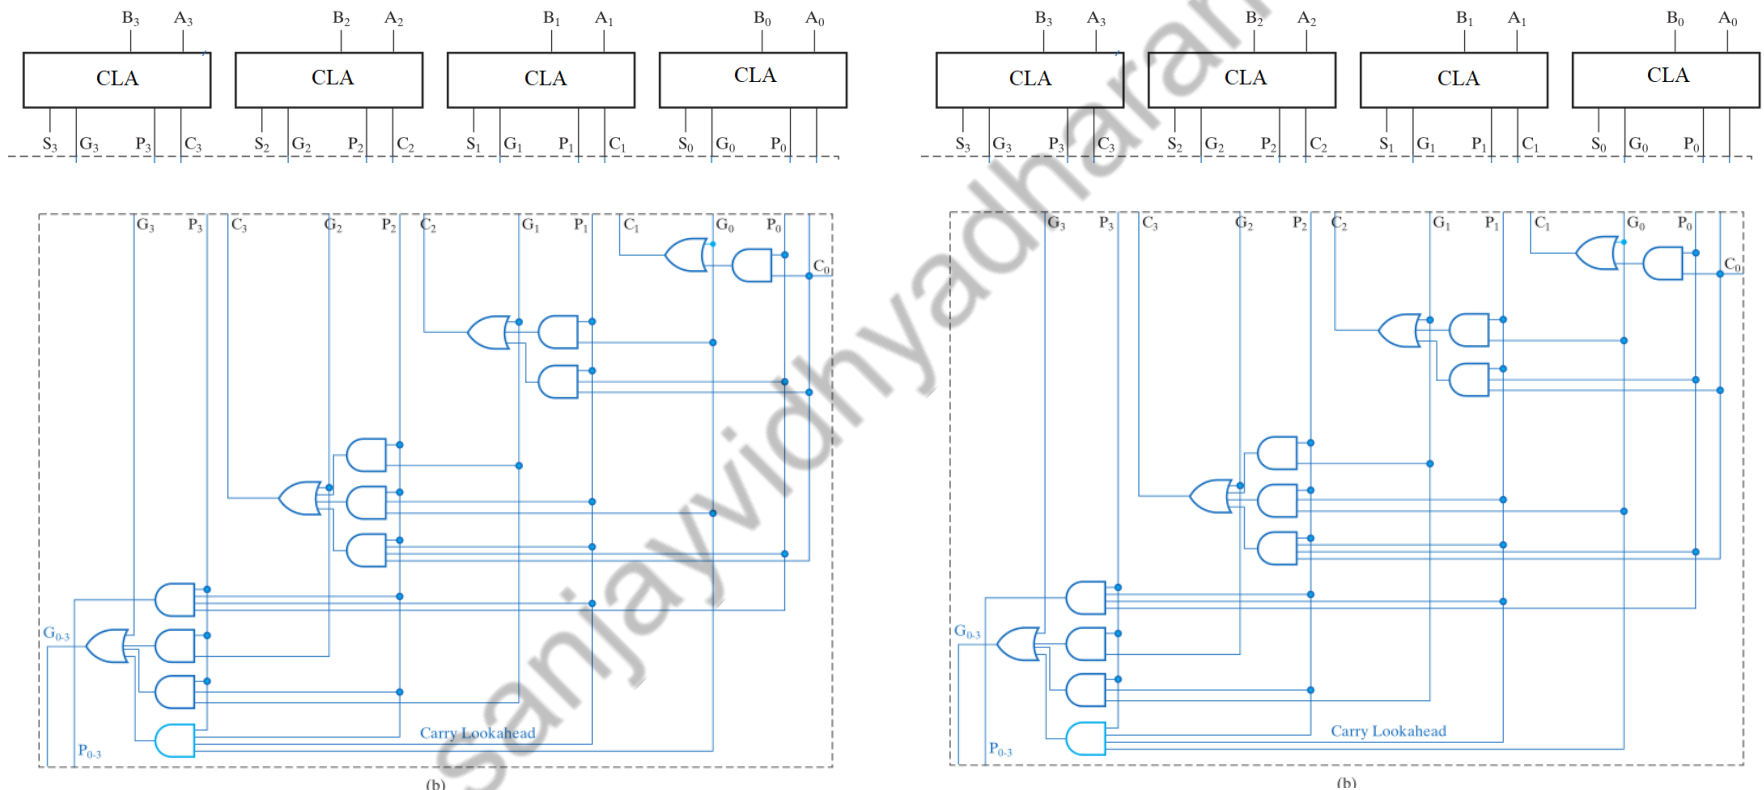 B3 A3 B2 A2 B1 A1 B0 A0 B3 A3 B2 A2 B1 A1 B0 A0
CLA CLA CLA CLA CLA CLA CLA CLA
S3 G3 P3 C3 S2 G2 P2 C2 S1 G1 P1 C1 S0 G0 P0 S3 G3 P3 C3 S2 G2 P2 C2 S1 G1 P1 C1 S0 G0 P0
G3 P3 C3 G2 P2 C2 G1 P1 C1 G0 P0 G3 P3 C3 G2 P2 C2 G1 P1 C1 G0 P0
C0 C0
G0-3 G0-3
Carry Lookahead Carry Lookahead
P0-3 P0-3
(b) (b)
sanjayvidhyadharan